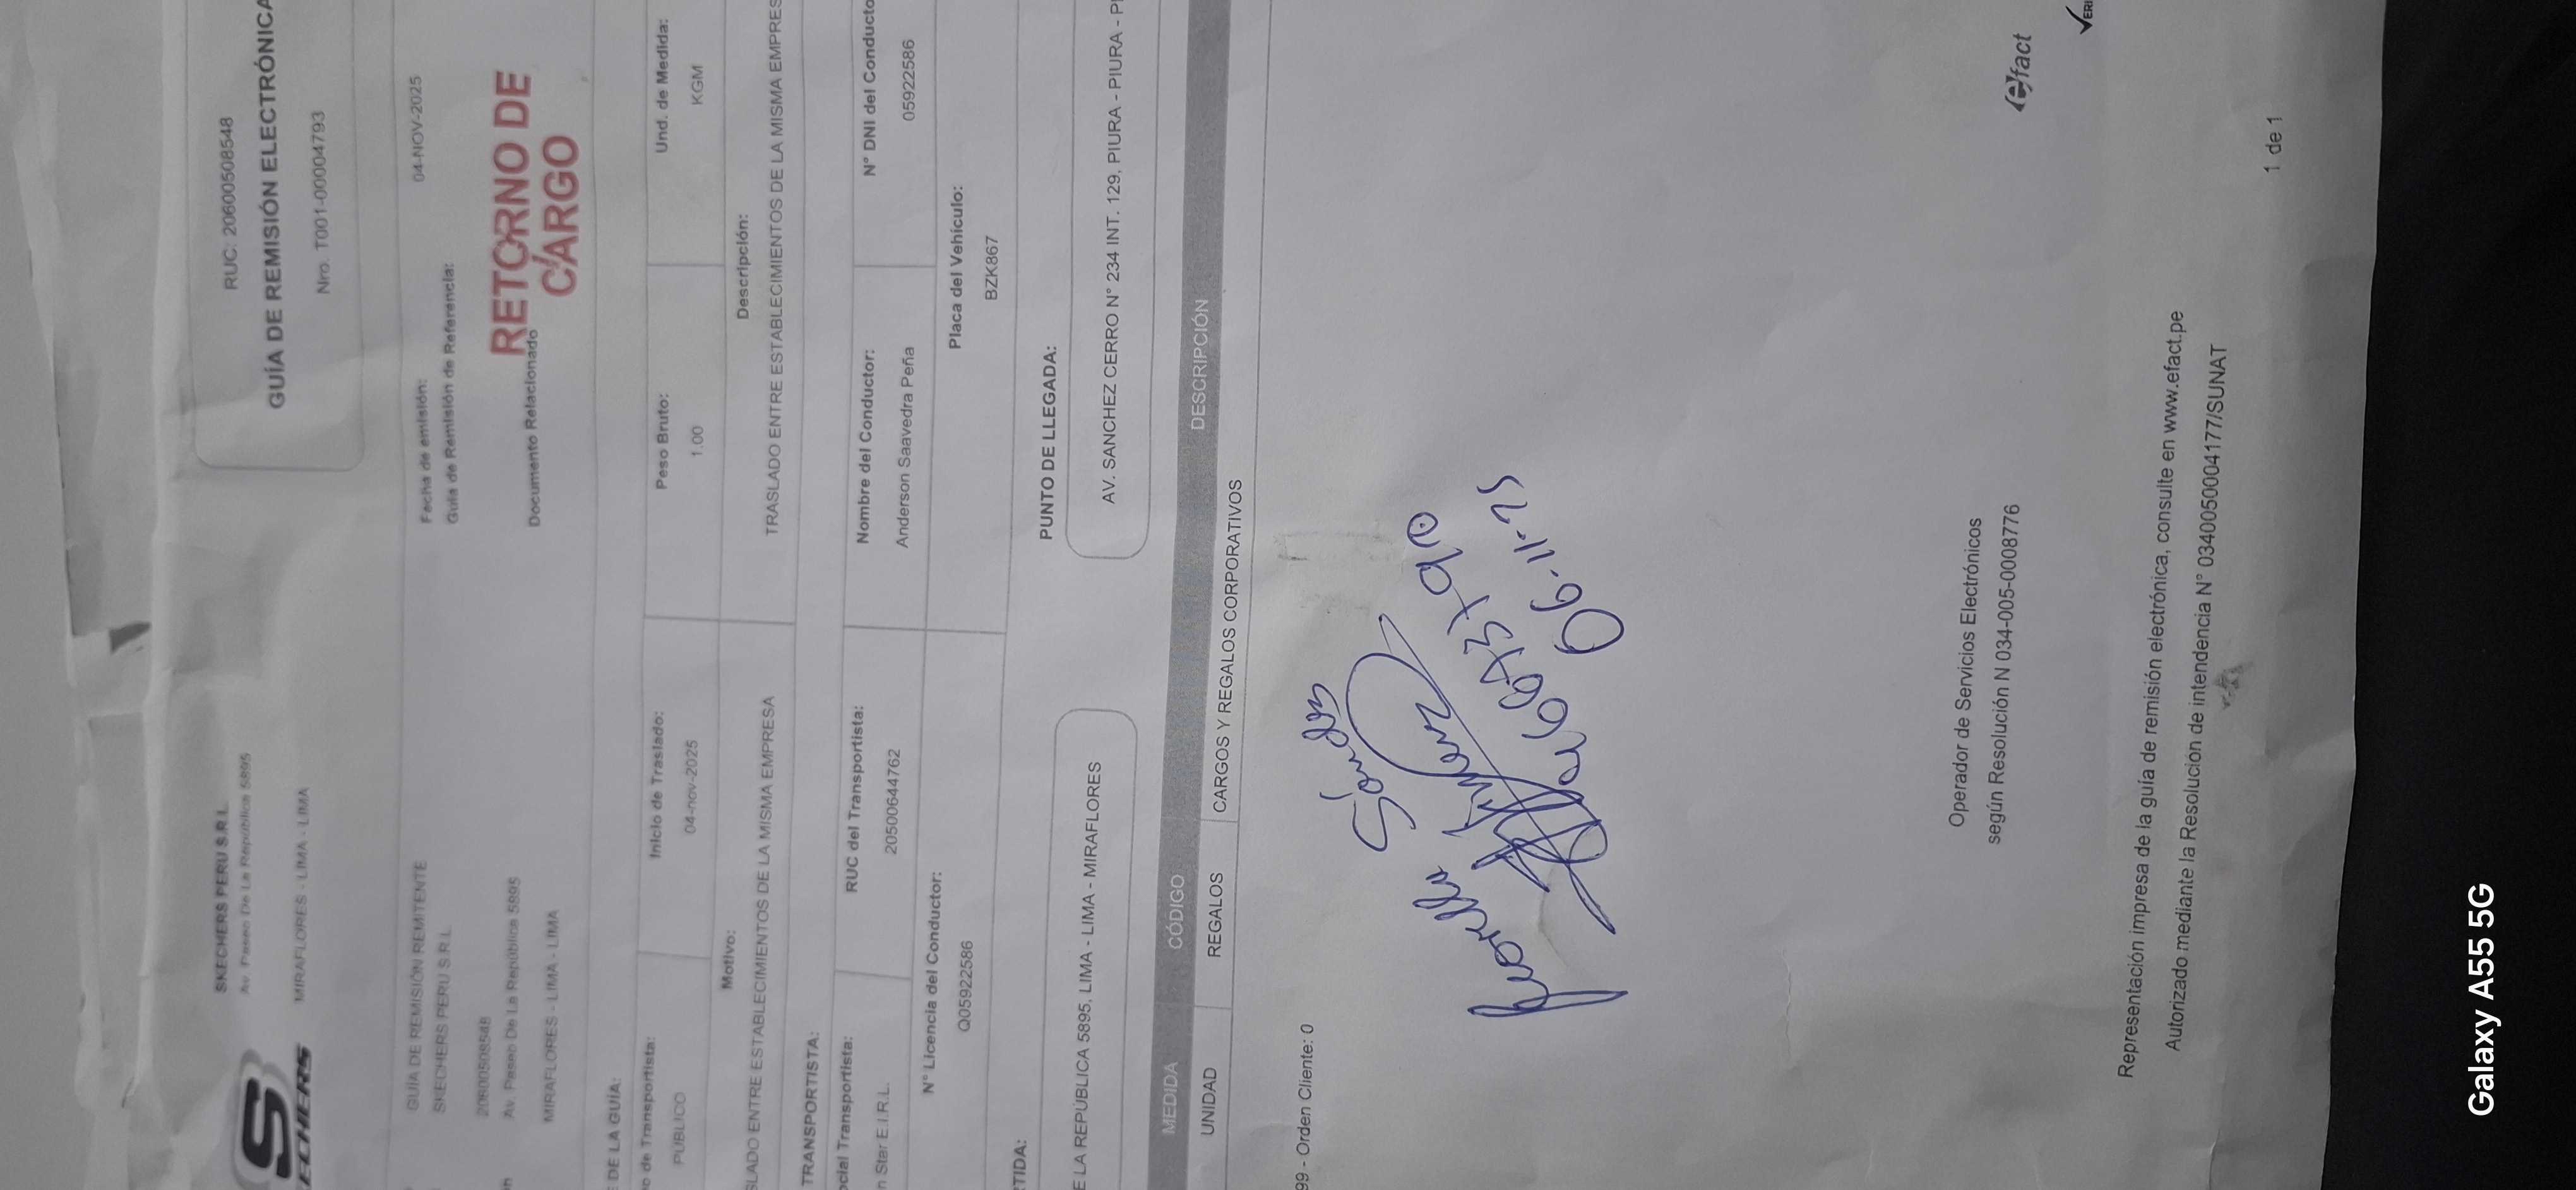 SKECHERS PERU S.R.L.
Av. Paseo De La República 5895
MIRAFLORES - LIMA - LIMA
RUC: 20600508548
GUÍA DE REMISIÓN ELECTRÓNICA
Nro. T001-00004793
GUÍA DE REMISIÓN REMITENTE
SKECHERS PERU S.R.L.
20600508548
Av. Paseo De La República 5895
MIRAFLORES - LIMA - LIMA
Fecha de emisión: 04-NOV-2025
Guía de Remisión de Referencia:
Documento Relacionado
RETORNO DE
CARGO
DE LA GUÍA:
o de Transportista: Inicio de Traslado: Peso Bruto: Und. de Medida:
PUBLICO 04-nov-2025 1.00 KGM
Motivo: Descripción:
SLADO ENTRE ESTABLECIMIENTOS DE LA MISMA EMPRESA TRASLADO ENTRE ESTABLECIMIENTOS DE LA MISMA EMPRES
TRANSPORTISTA:
ocial Transportista: RUC del Transportista: Nombre del Conductor: N° DNI del Conducto
n Star E.I.R.L. 20500644762 Anderson Saavedra Peña 05922586
N° Licencia del Conductor: Placa del Vehículo:
Q05922586 BZK867
TIDA: PUNTO DE LLEGADA:
E LA REPÚBLICA 5895, LIMA - LIMA - MIRAFLORES AV. SANCHEZ CERRO N° 234 INT. 129, PIURA - PIURA - PI
MEDIDA CÓDIGO DESCRIPCIÓN
UNIDAD REGALOS CARGOS Y REGALOS CORPORATIVOS
99 - Orden Cliente: 0
06-11-25
Operador de Servicios Electrónicos
según Resolución N 034-005-0008776
(e)fact
VERI
Representación impresa de la guía de remisión electrónica, consulte en www.efact.pe
Autorizado mediante la Resolucion de intendencia N° 0340050004177/SUNAT
1 de 1
Galaxy A55 5G